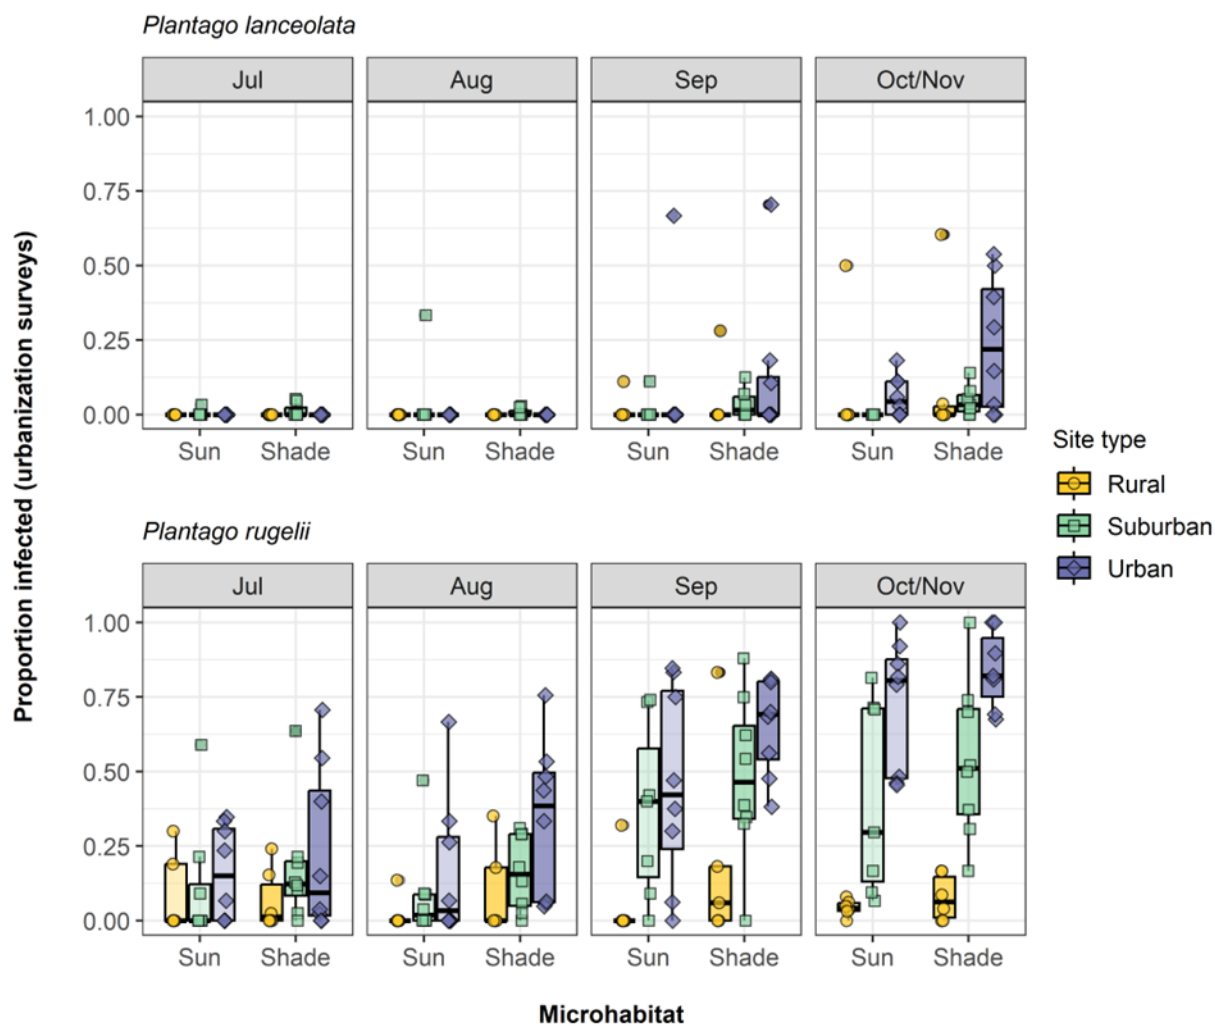 Plantago lanceolata
Jul Aug Sep Oct/Nov
1.00
0.75
0.50
0.25
0.00
Sun Shade Sun Shade Sun Shade Sun Shade
Proportion infected (urbanization surveys)
Site type
Rural
Suburban
Urban
Plantago rugelii
Jul Aug Sep Oct/Nov
1.00
0.75
0.50
0.25
0.00
Sun Shade Sun Shade Sun Shade Sun Shade
Microhabitat